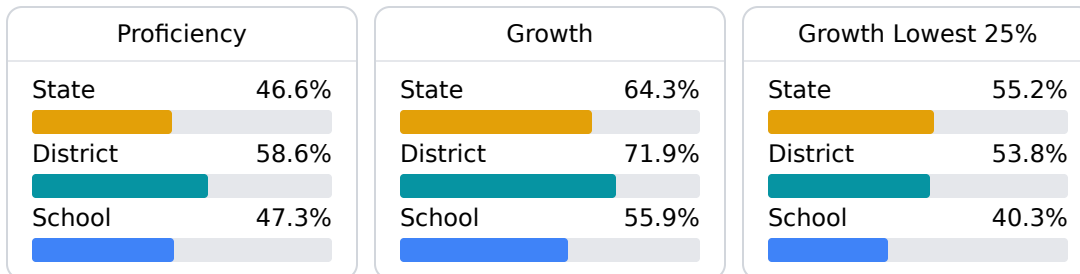 Proficiency
State 46.6%
District 58.6%
School 47.3%
Growth
State 64.3%
District 71.9%
School 55.9%
Growth Lowest 25%
State 55.2%
District 53.8%
School 40.3%